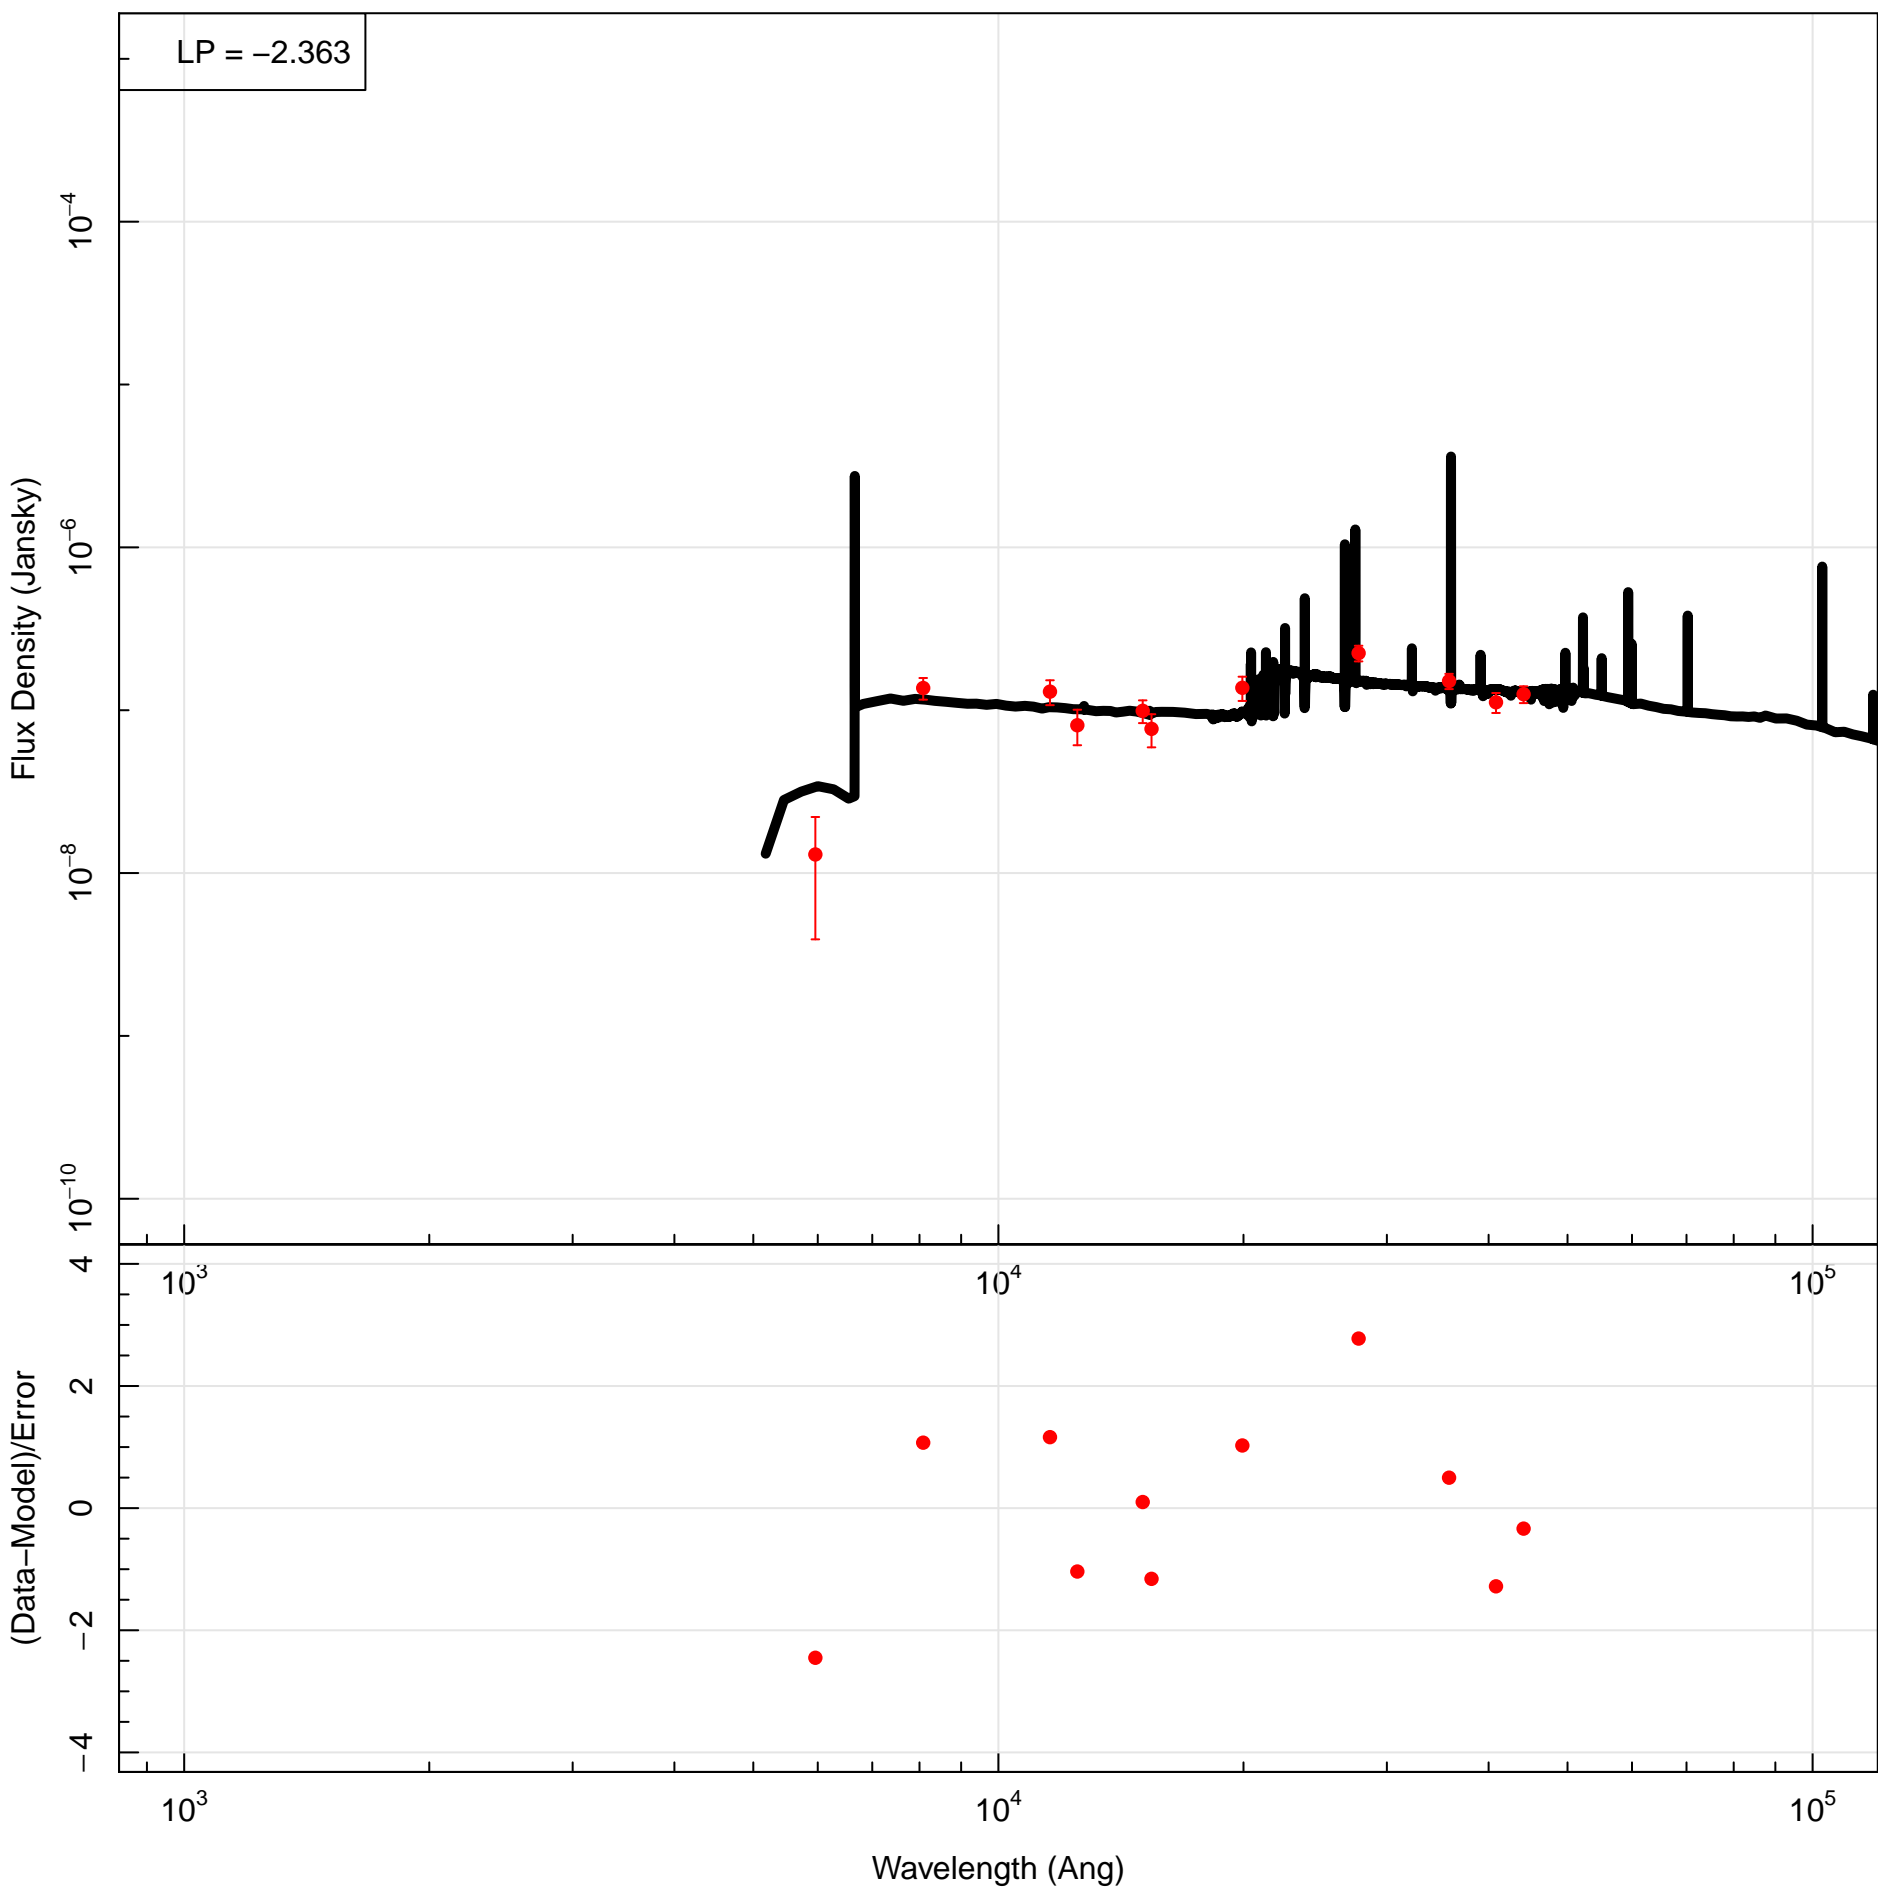 LP = −2.363
Flux Density (Jansky)
10⁻⁴
10⁻⁶
10⁻⁸
10⁻¹⁰
10³ 10⁴ 10⁵
(Data−Model)/Error
4
2
0
−2
−4
10³ 10⁴ 10⁵
Wavelength (Ang)